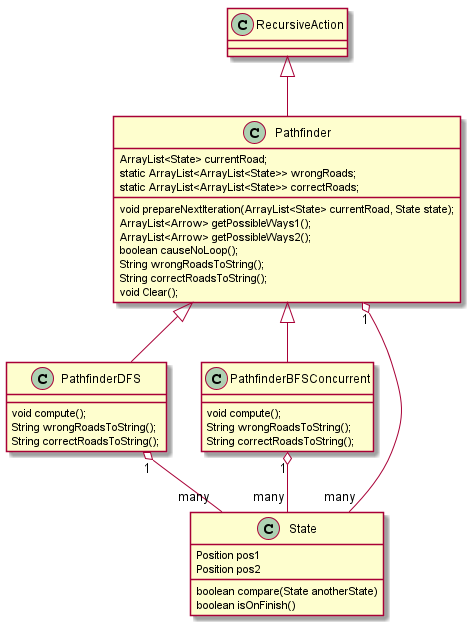 C RecursiveAction
C Pathfinder
ArrayList<State> currentRoad;
static ArrayList<ArrayList<State>> wrongRoads;
static ArrayList<ArrayList<State>> correctRoads;
void prepareNextIteration(ArrayList<State> currentRoad, State state);
ArrayList<Arrow> getPossibleWays1();
ArrayList<Arrow> getPossibleWays2();
boolean causeNoLoop();
String wrongRoadsToString();
String correctRoadsToString();
void Clear();
1
C PathfinderDFS
void compute();
String wrongRoadsToString();
String correctRoadsToString();
C PathfinderBFSConcurrent
void compute();
String wrongRoadsToString();
String correctRoadsToString();
1
1
many
many
many
C State
Position pos1
Position pos2
boolean compare(State anotherState)
boolean isOnFinish()